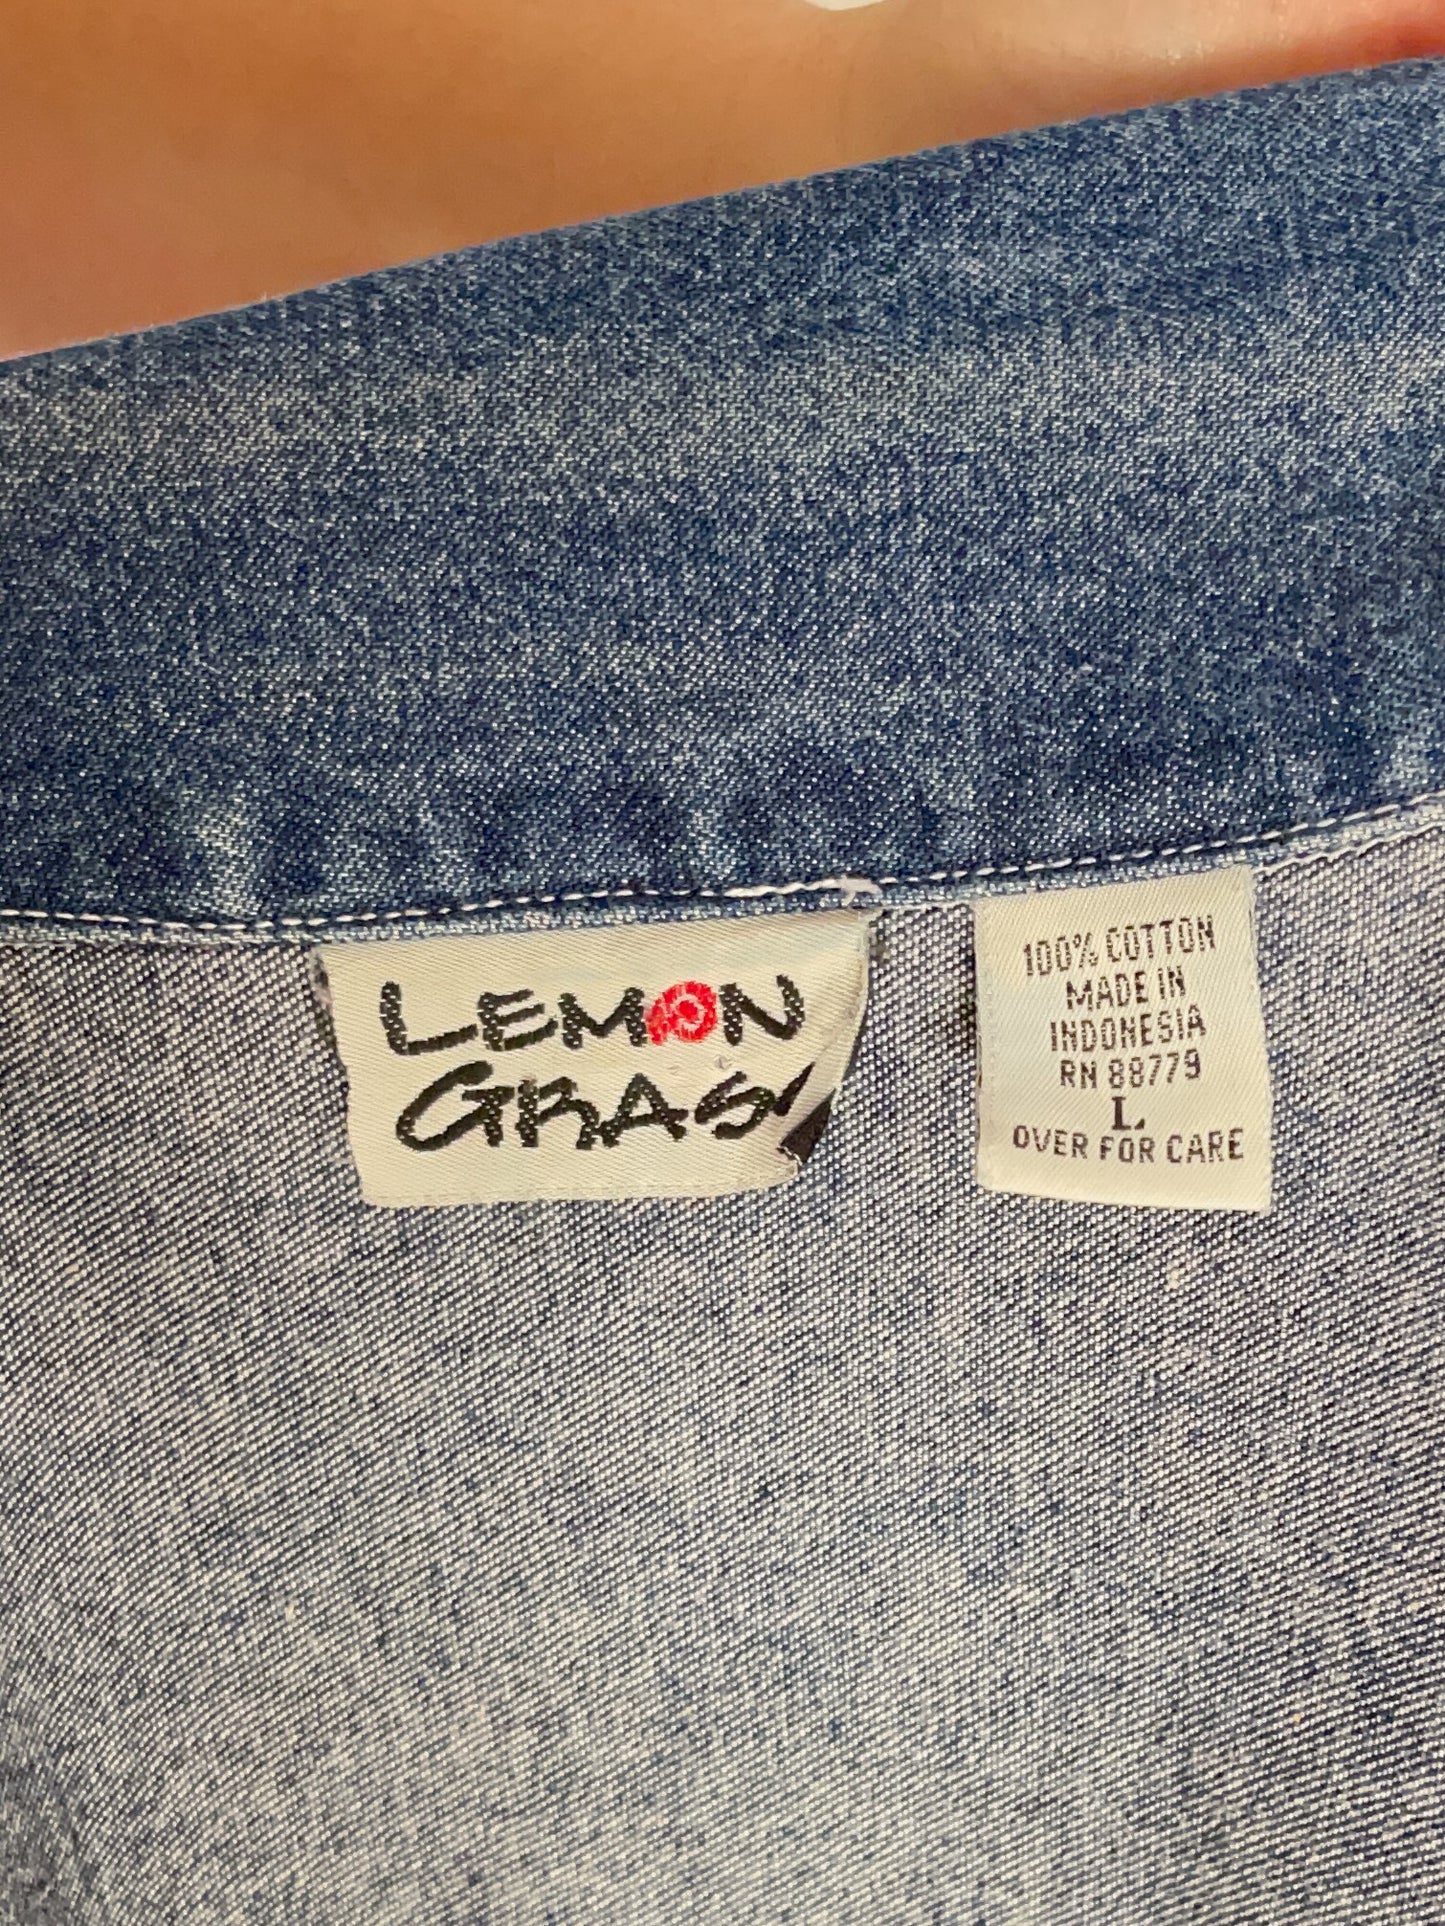 LEMON
GRAS
100% COTTON
MADE IN
INDONESIA
RN 88779
L
OVER FOR CARE